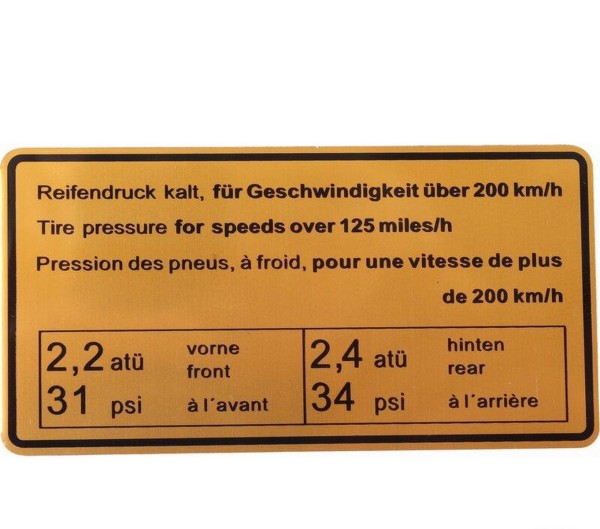 Reifendruck kalt, für Geschwindigkeit über 200 km/h
Tire pressure for speeds over 125 miles/h
Pression des pneus, à froid, pour une vitesse de plus
de 200 km/h
2,2 atü vorne
front
31 psi à l´avant
2,4 atü hinten
rear
34 psi à l´arrière